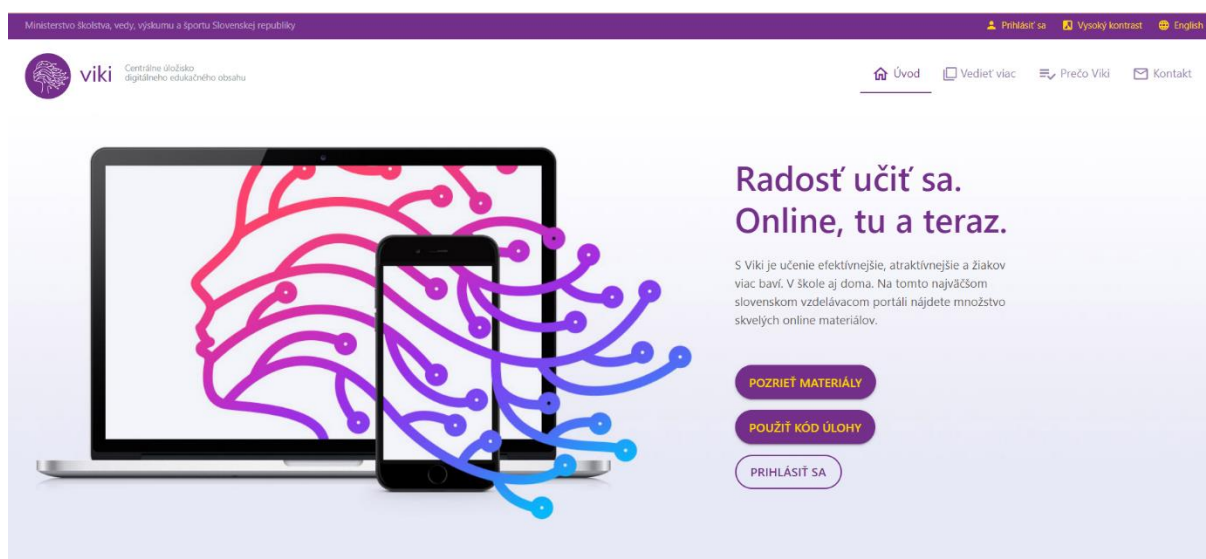 Ministerstvo školstva, vedy, výskumu a športu Slovenskej republiky
Prihlásiť sa
Vysoký kontrast
English
viki
Centrálne úložisko
digitálneho edukačného obsahu
Úvod
Vedieť viac
Prečo Viki
Kontakt
Radosť učiť sa.
Online, tu a teraz.
S Viki je učenie efektívnejšie, atraktívnejšie a žiakov
viac baví. V škole aj doma. Na tomto najväčšom
slovenskom vzdelávacom portáli nájdete množstvo
skvelých online materiálov.
POZRIEŤ MATERIÁLY
POUŽIŤ KÓD ÚLOHY
PRIHLÁSIŤ SA